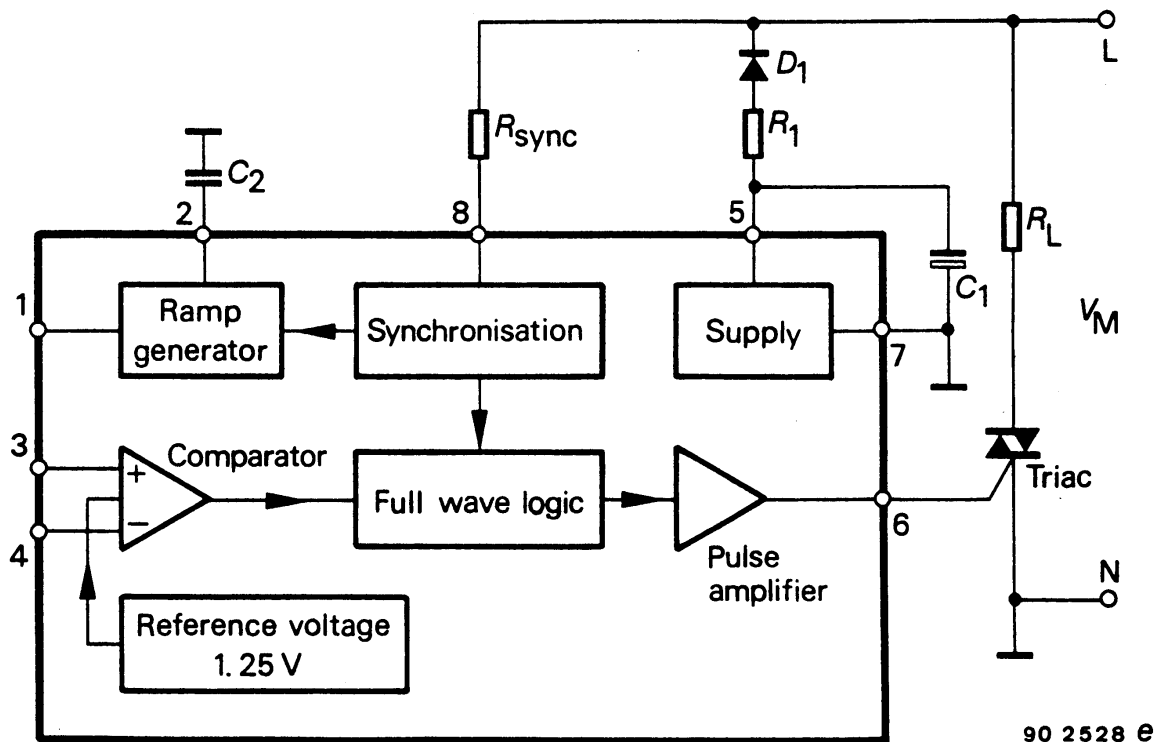 L
D1
Rsync
R1
C2
2
8
5
RL
C1
1
Ramp
generator
Synchronisation
Supply
7
VM
3
Comparator
+
−
Full wave logic
Triac
4
6
Pulse
amplifier
N
Reference voltage
1.25 V
90 2528 e